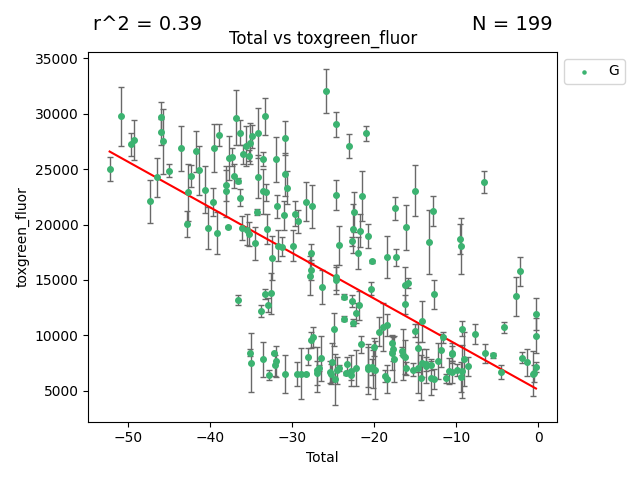 r^2 = 0.39 N = 199
Total vs toxgreen_fluor
35000
30000
25000
20000
15000
10000
5000
toxgreen_fluor
G
−50 −40 −30 −20 −10 0
Total